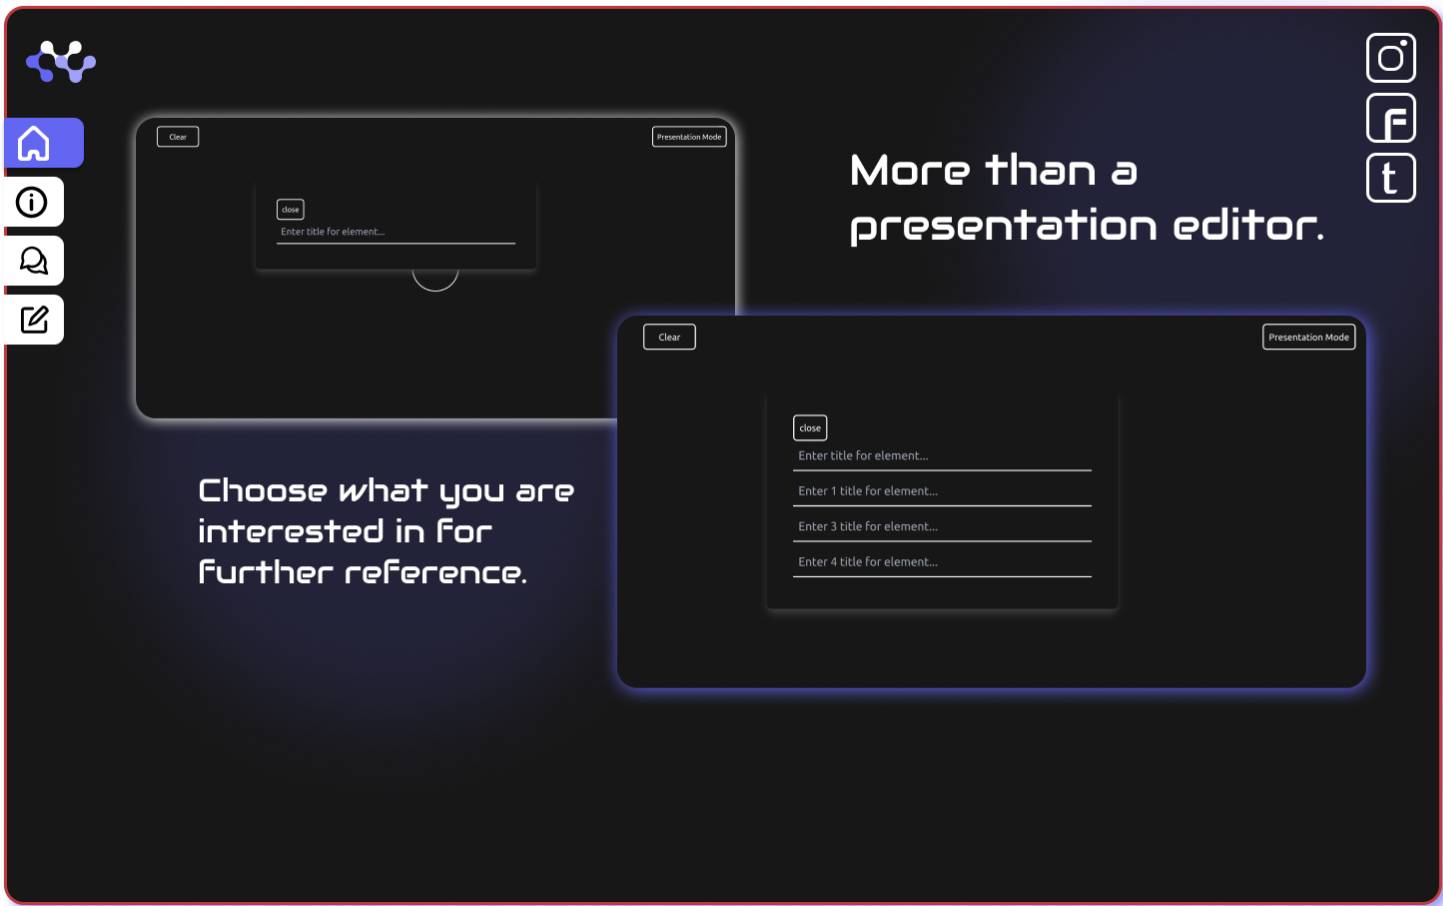 Clear
Presentation Mode
close
Enter title for element...
More than a
presentation editor.
Clear
Presentation Mode
close
Enter title for element...
Enter 1 title for element...
Enter 3 title for element...
Enter 4 title for element...
Choose what you are
interested in for
further reference.